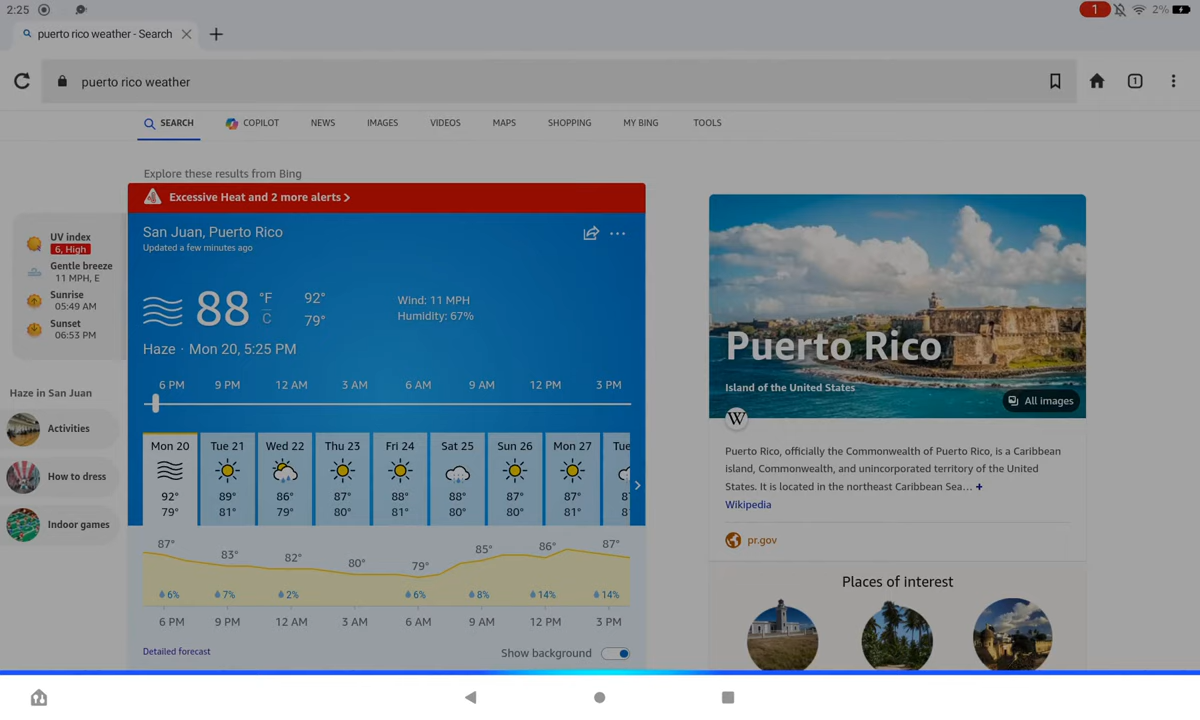 2:25
1
2%
puerto rico weather - Search
puerto rico weather
1
SEARCH
COPILOT
NEWS
IMAGES
VIDEOS
MAPS
SHOPPING
MY BING
TOOLS
Explore these results from Bing
Excessive Heat and 2 more alerts
San Juan, Puerto Rico
Updated a few minutes ago
UV index
6, High
Gentle breeze
11 MPH, E
Sunrise
05:49 AM
Sunset
06:53 PM
88 °F
C
92°
79°
Wind: 11 MPH
Humidity: 67%
Haze · Mon 20, 5:25 PM
6 PM 9 PM 12 AM 3 AM 6 AM 9 AM 12 PM 3 PM
Haze in San Juan
Activities
How to dress
Indoor games
Mon 20 Tue 21 Wed 22 Thu 23 Fri 24 Sat 25 Sun 26 Mon 27 Tue
92° 89° 86° 87° 88° 88° 87° 87° 8
79° 81° 79° 80° 81° 80° 80° 81° 8
87° 83° 82° 80° 79° 85° 86° 87°
6% 7% 2% 6% 8% 14% 14%
6 PM 9 PM 12 AM 3 AM 6 AM 9 AM 12 PM 3 PM
Detailed forecast
Show background
Puerto Rico
Island of the United States
All images
W
Puerto Rico, officially the Commonwealth of Puerto Rico, is a Caribbean
island, Commonwealth, and unincorporated territory of the United
States. It is located in the northeast Caribbean Sea… +
Wikipedia
pr.gov
Places of interest